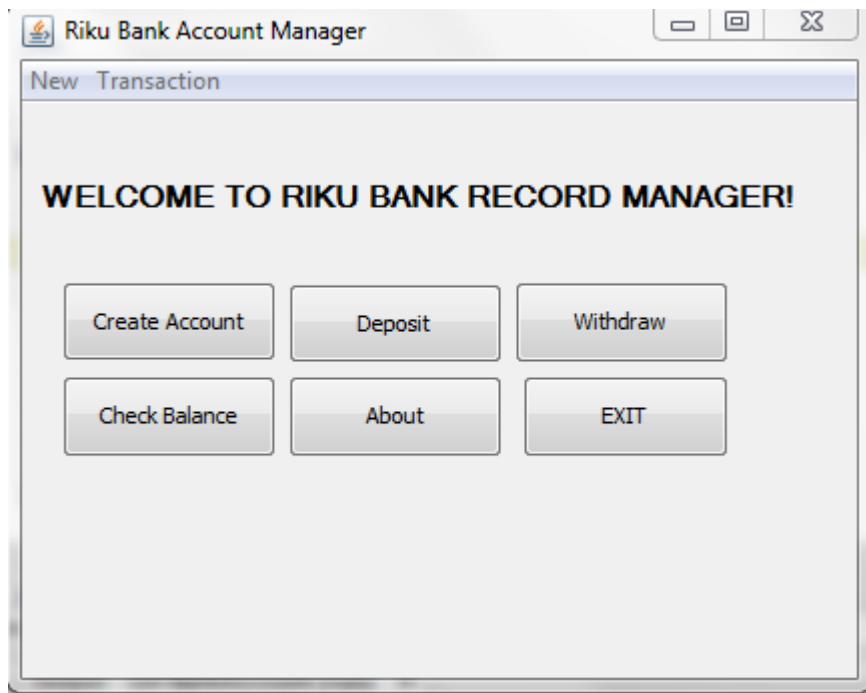 Riku Bank Account Manager
New Transaction
WELCOME TO RIKU BANK RECORD MANAGER!
Create Account Deposit Withdraw
Check Balance About EXIT